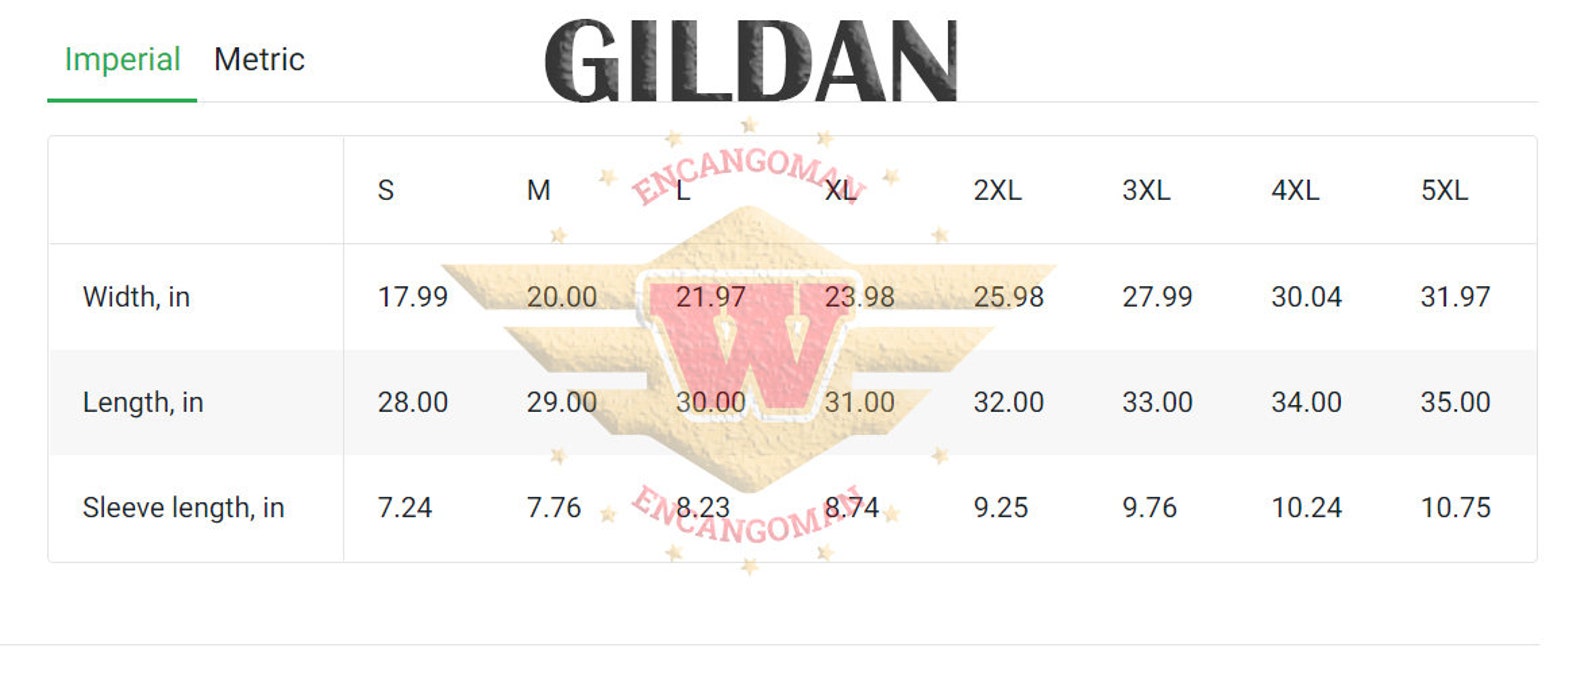 GILDAN
Imperial Metric
ENCANGOMAN
S M L XL 2XL 3XL 4XL 5XL
Width, in 17.99 20.00 21.97 23.98 25.98 27.99 30.04 31.97
W
Length, in 28.00 29.00 30.00 31.00 32.00 33.00 34.00 35.00
Sleeve length, in 7.24 7.76 8.23 8.74 9.25 9.76 10.24 10.75
ENCANGOMAN